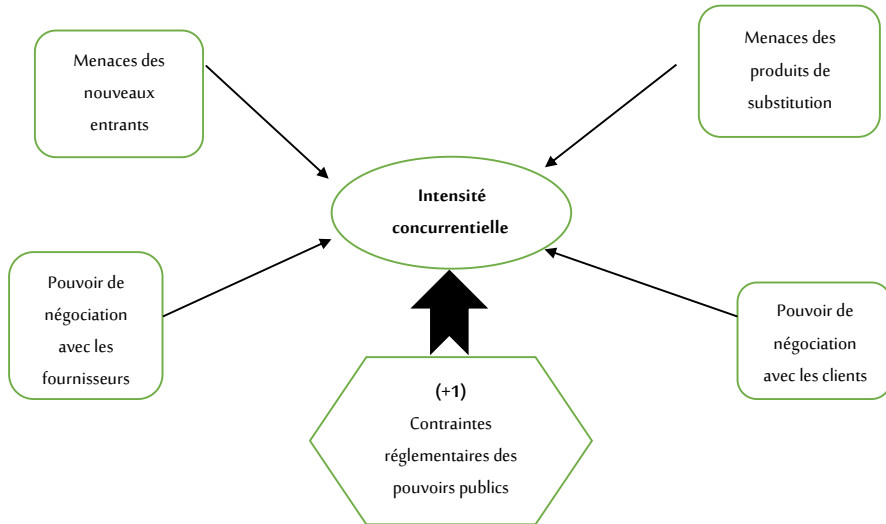 Menaces des
nouveaux
entrants
Menaces des
produits de
substitution
Intensité
concurrentielle
Pouvoir de
négociation
avec les
fournisseurs
Pouvoir de
négociation
avec les clients
(+1)
Contraintes
réglementaires des
pouvoirs publics